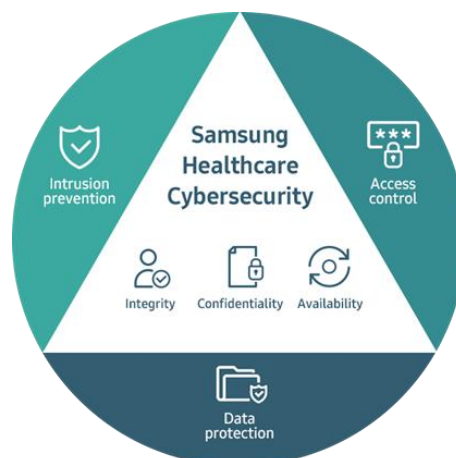 Samsung
Healthcare
Cybersecurity
Intrusion
prevention
***
Access
control
Integrity
Confidentiality
Availability
Data
protection